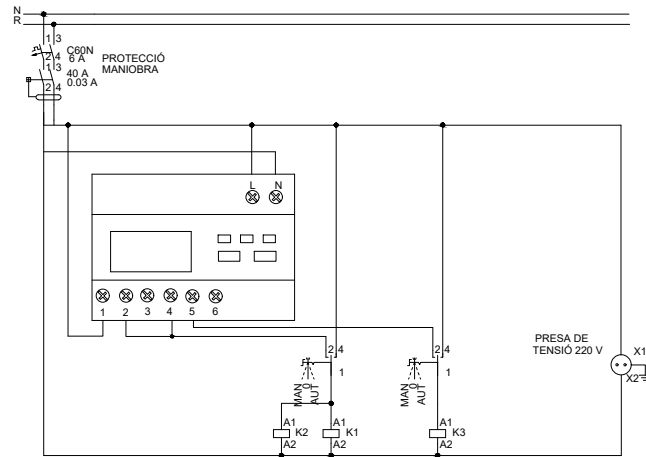 N
R
1 3
C60N
6 A
2 4
PROTECCIÓ
MANIOBRA
1 3
40 A
0.03 A
2 4
L N
1 2 3 4 5 6
2 4
1
MAN
0
AUT
2 4
1
MAN
0
AUT
PRESA DE
TENSIÓ 220 V
X1
X2
A1
K2
A2
A1
K1
A2
A1
K3
A2